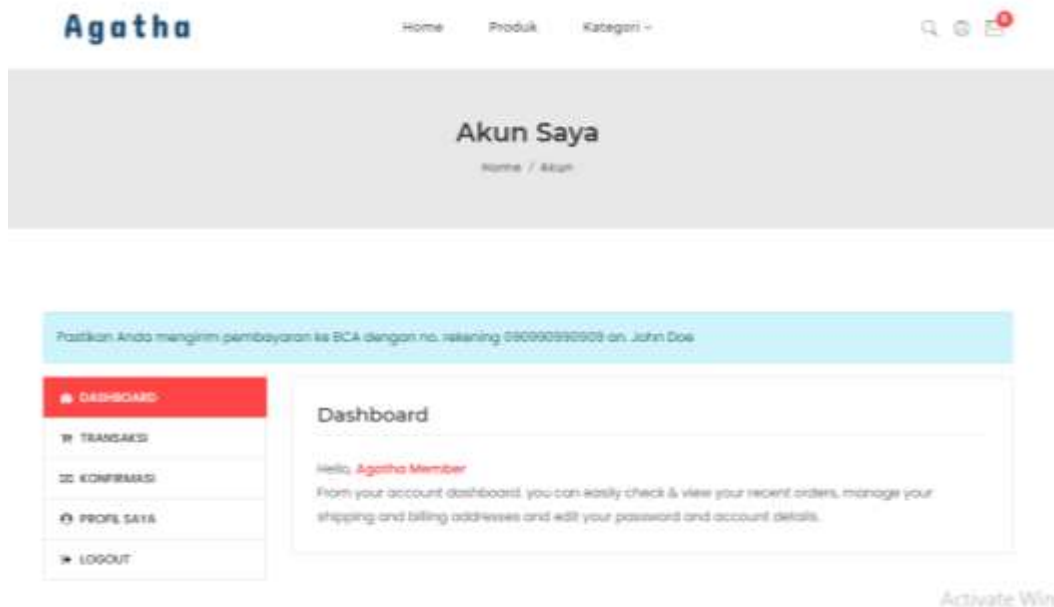 Agatha
Home Produk Kategori
0
Akun Saya
Home / Akun
Pastikan Anda mengirim pembayaran ke BCA dengan no. rekening an. John Doe
DASHBOARD
Dashboard
TRANSAKSI
Hello, Agatha Member
KONFIRMASI
From your account dashboard. you can easily check & view your recent orders, manage your
shipping and billing addresses and edit your password and account details.
PROFIL SAYA
LOGOUT
Activate Win